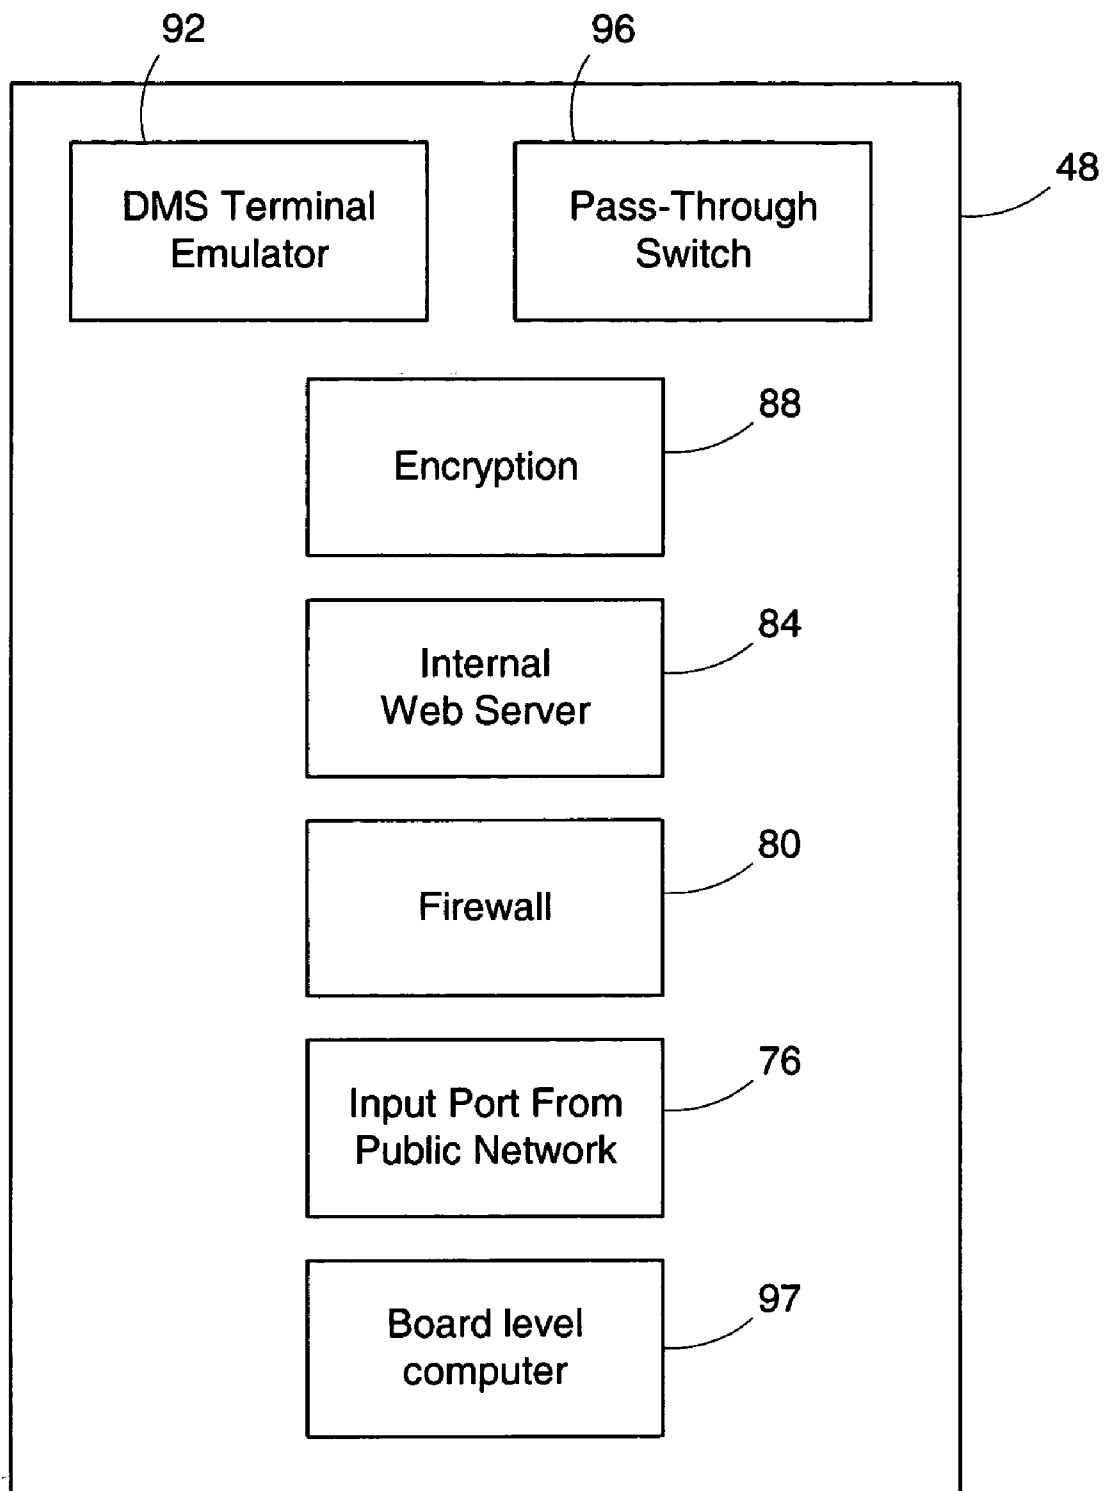 92
96
48
DMS Terminal
Emulator
Pass-Through
Switch
88
Encryption
84
Internal
Web Server
80
Firewall
76
Input Port From
Public Network
97
Board level
computer